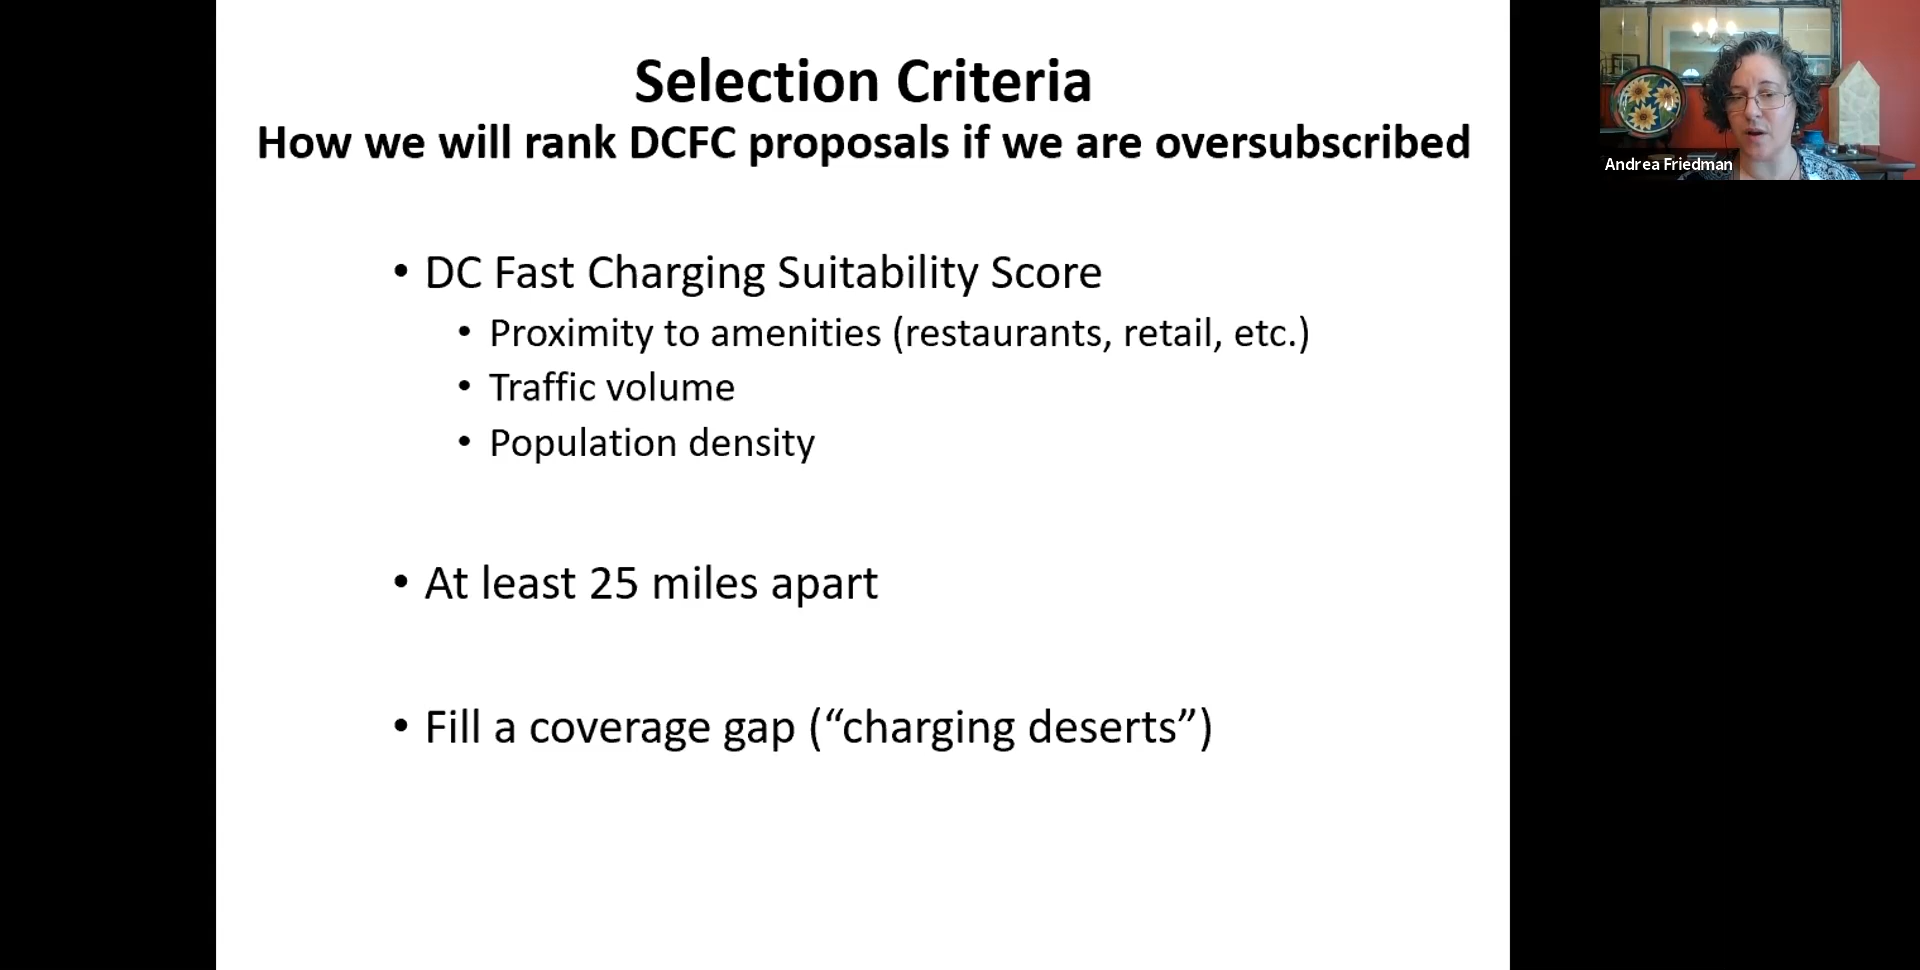 Selection Criteria
How we will rank DCFC proposals if we are oversubscribed
• DC Fast Charging Suitability Score
• Proximity to amenities (restaurants, retail, etc.)
• Traffic volume
• Population density
• At least 25 miles apart
• Fill a coverage gap (“charging deserts”)
Andrea Friedman